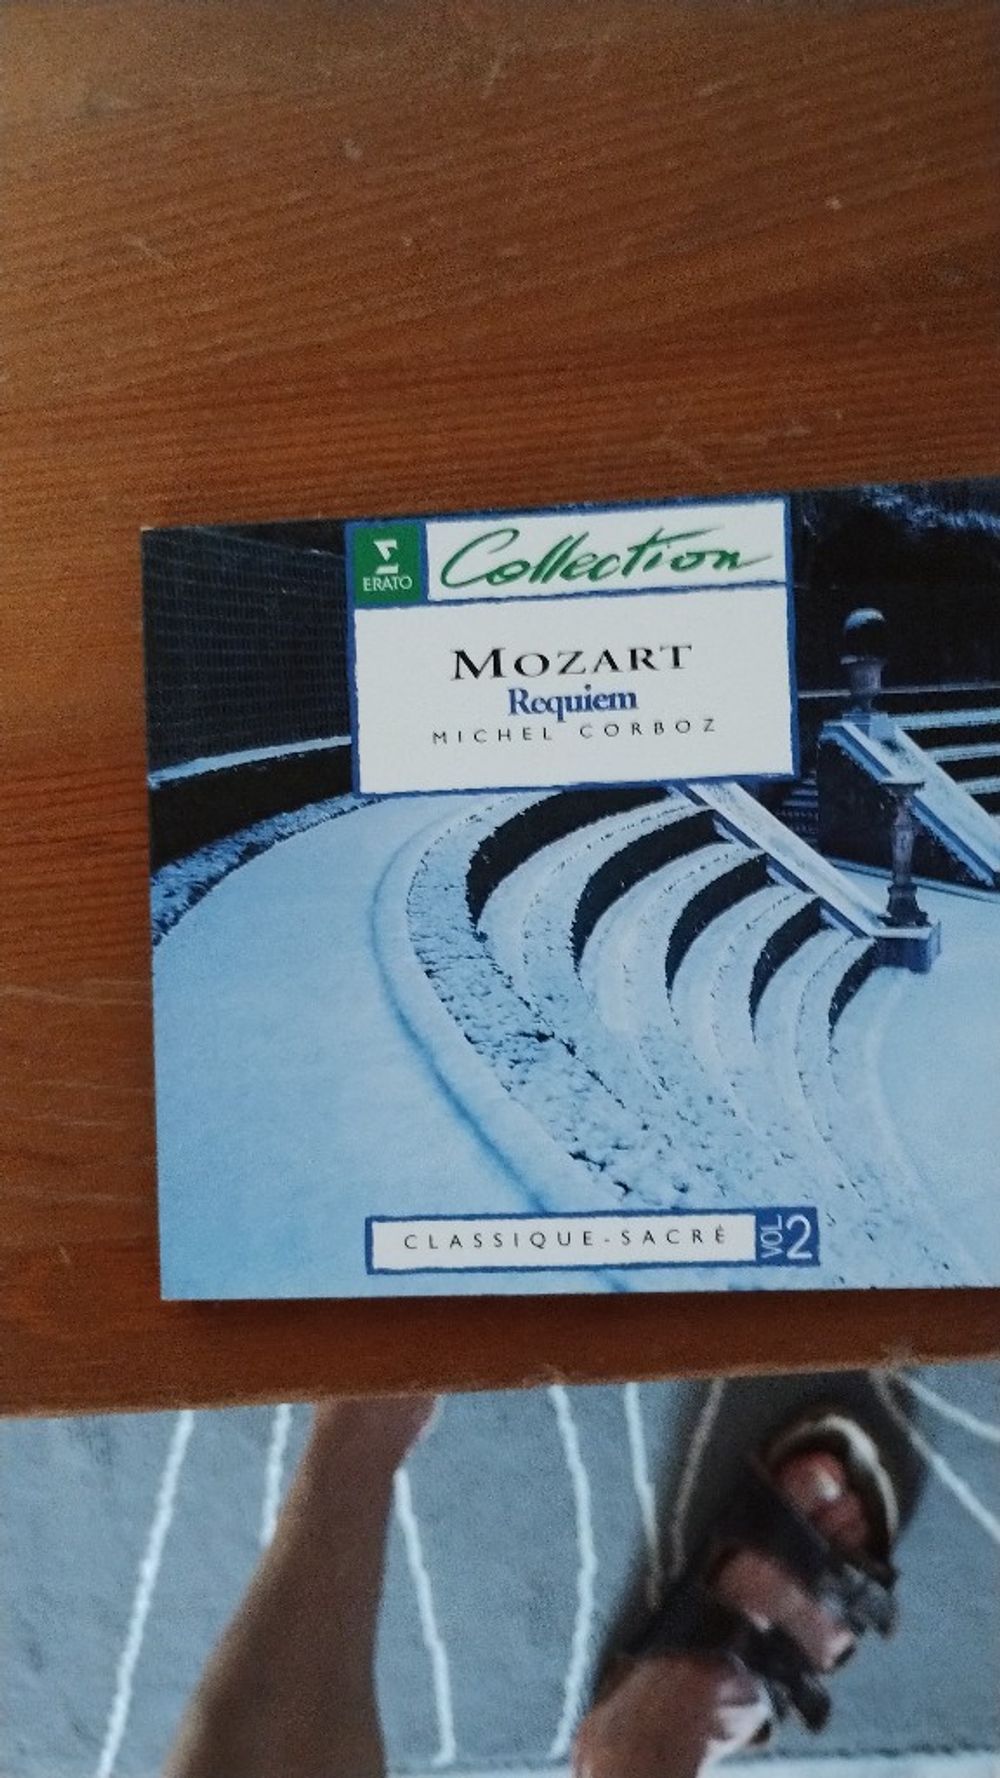 Σ
ERATO
Collection
MOZART
Requiem
MICHEL CORBOZ
CLASSIQUE-SACRÉ
VOL 2